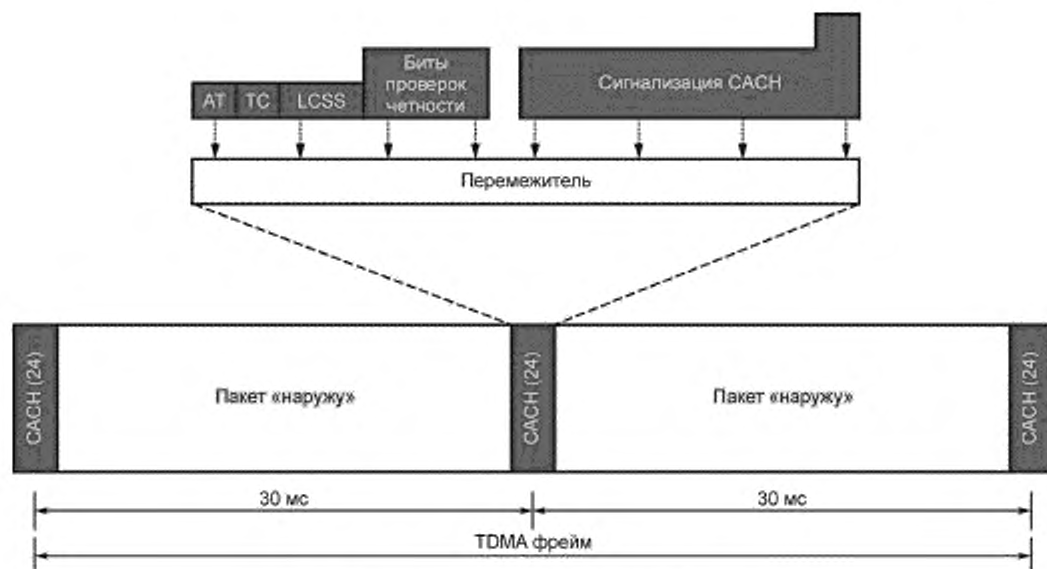 Биты
проверок
четности
AT TC LCSS
Сигнализация CACH
Перемежитель
CACH (24)
Пакет «наружу»
CACH (24)
Пакет «наружу»
CACH (24)
30 мс
30 мс
TDMA фрейм